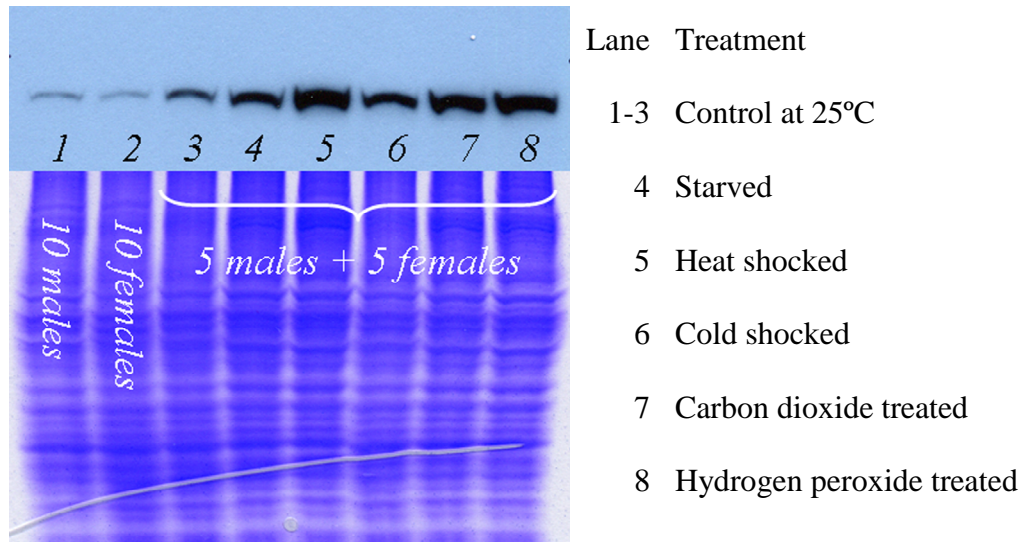 1 2 3 4 5 6 7 8
10 males
10 females
5 males + 5 females
Lane Treatment
1-3 Control at 25ºC
4 Starved
5 Heat shocked
6 Cold shocked
7 Carbon dioxide treated
8 Hydrogen peroxide treated